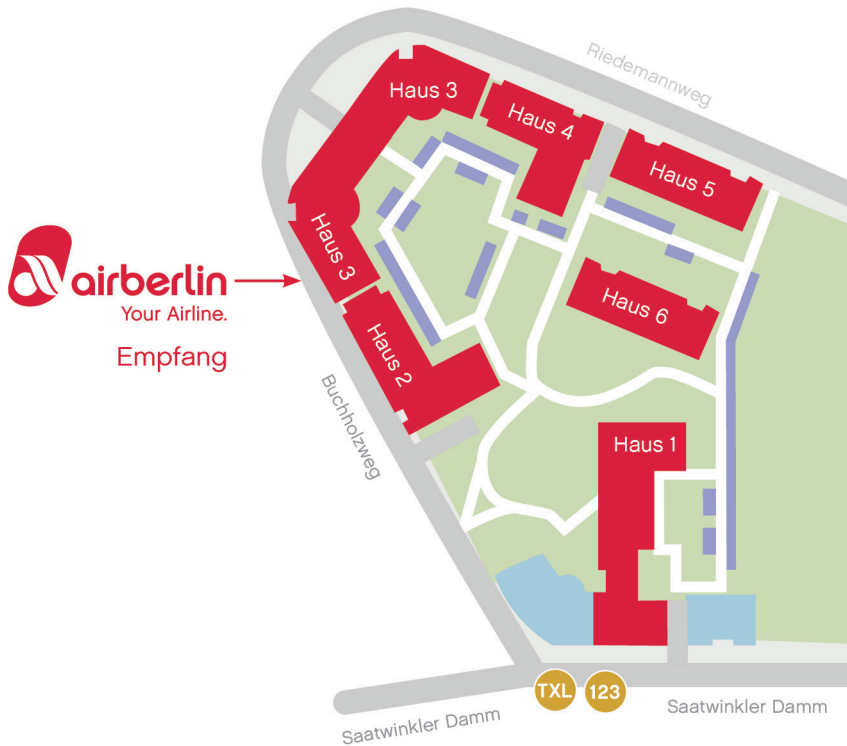 Riedemannweg
Haus 3
Haus 4
Haus 5
Haus 3
airberlin
Your Airline.
Empfang
Haus 6
Haus 2
Buchholzweg
Haus 1
TXL
123
Saatwinkler Damm
Saatwinkler Damm